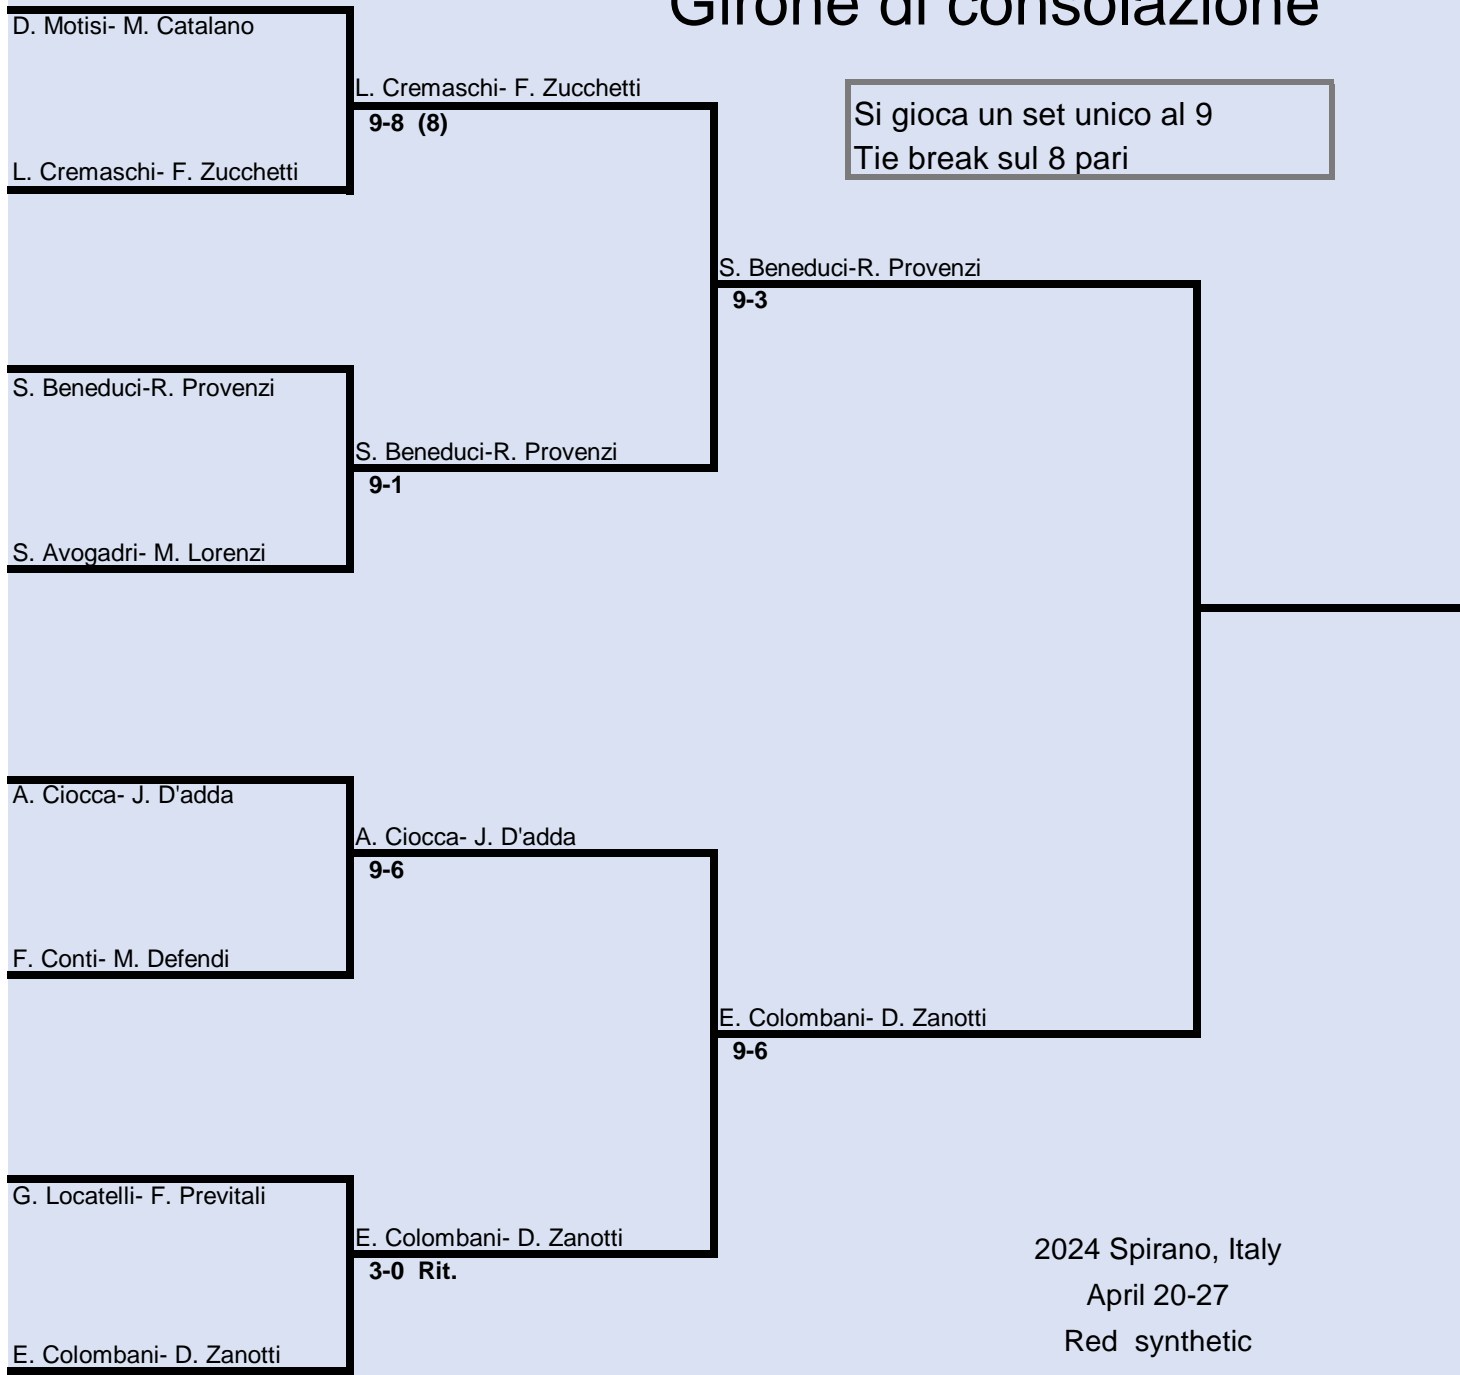 Girone di consolazione
D. Motisi- M. Catalano
L. Cremaschi- F. Zucchetti
9-8 (8)
Si gioca un set unico al 9
Tie break sul 8 pari
L. Cremaschi- F. Zucchetti
S. Beneduci-R. Provenzi
9-3
S. Beneduci-R. Provenzi
S. Beneduci-R. Provenzi
9-1
S. Avogadri- M. Lorenzi
A. Ciocca- J. D'adda
A. Ciocca- J. D'adda
9-6
F. Conti- M. Defendi
E. Colombani- D. Zanotti
9-6
G. Locatelli- F. Previtali
E. Colombani- D. Zanotti
3-0 Rit.
2024 Spirano, Italy
April 20-27
Red synthetic
E. Colombani- D. Zanotti